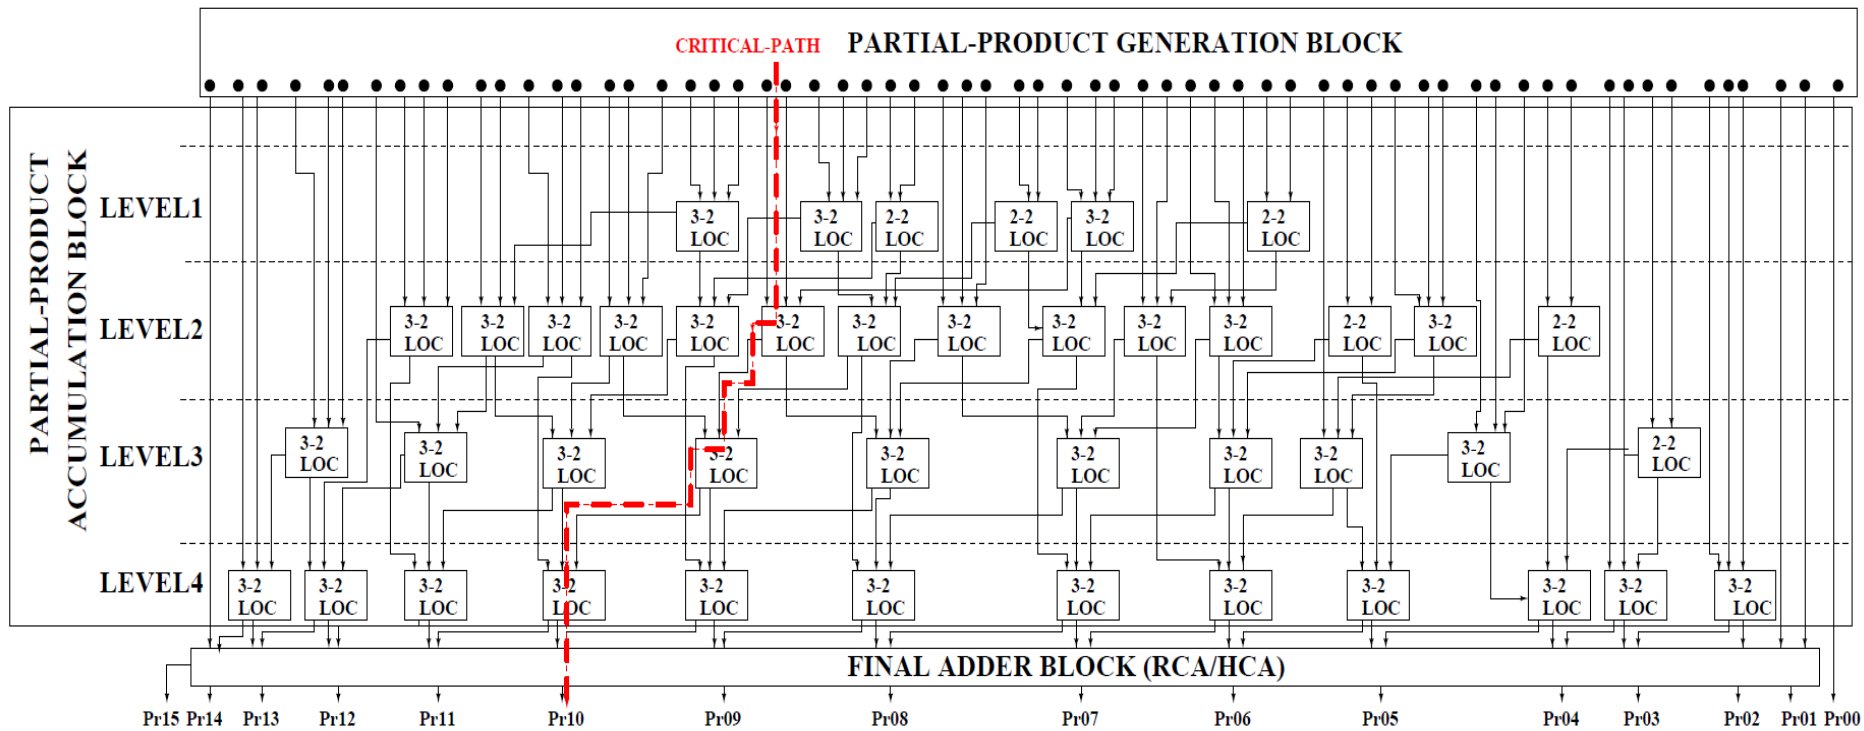 CRITICAL-PATH PARTIAL-PRODUCT GENERATION BLOCK
PARTIAL-PRODUCT
ACCUMULATION BLOCK
LEVEL1
3-2 3-2 2-2 2-2 3-2 2-2
LOC LOC LOC LOC LOC LOC
LEVEL2
3-2 3-2 3-2 3-2 3-2 3-2 3-2 3-2 3-2 3-2 3-2 2-2 3-2 2-2
LOC LOC LOC LOC LOC LOC LOC LOC LOC LOC LOC LOC LOC LOC
LEVEL3
3-2 3-2 3-2 3-2 3-2 3-2 3-2 3-2 3-2 2-2
LOC LOC LOC LOC LOC LOC LOC LOC LOC LOC
LEVEL4
3-2 3-2 3-2 3-2 3-2 3-2 3-2 3-2 3-2 3-2 3-2 3-2
LOC LOC LOC LOC LOC LOC LOC LOC LOC LOC LOC LOC
FINAL ADDER BLOCK (RCA/HCA)
Pr15 Pr14 Pr13 Pr12 Pr11 Pr10 Pr09 Pr08 Pr07 Pr06 Pr05 Pr04 Pr03 Pr02 Pr01 Pr00